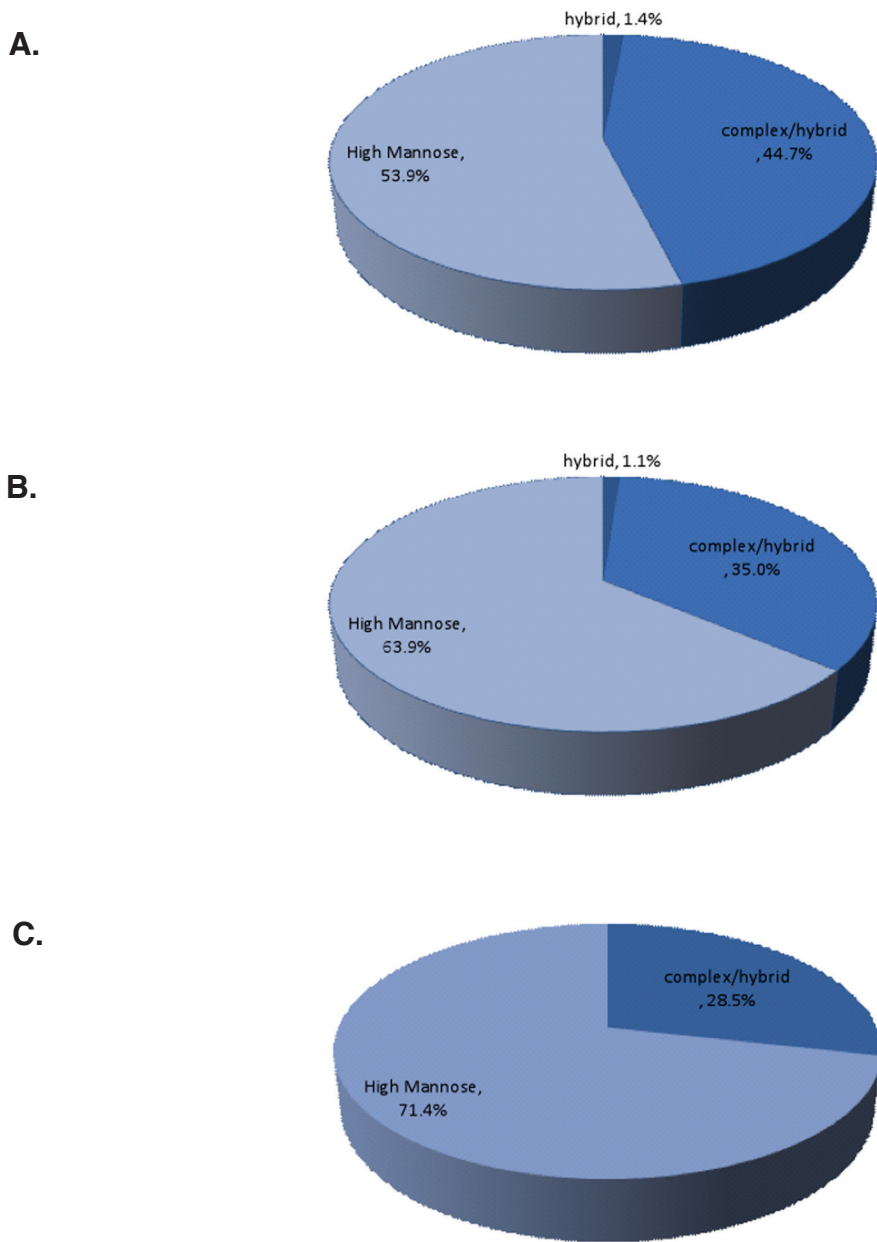 A.
hybrid, 1.4%
complex/hybrid
, 44.7%
High Mannose,
53.9%
B.
hybrid, 1.1%
complex/hybrid
, 35.0%
High Mannose,
63.9%
C.
complex/hybrid
, 28.5%
High Mannose,
71.4%